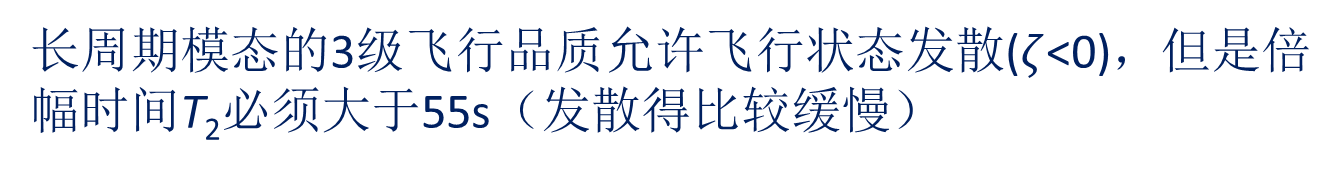 长周期模态的3级飞行品质允许飞行状态发散(ζ<0)，但是倍
幅时间T₂必须大于55s（发散得比较缓慢）